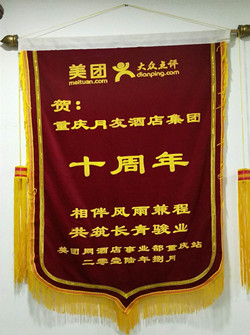 美团 大众点评
meituan.com dianping.com
贺：
重庆月友酒店集团
十周年
相伴风雨兼程
共筑长青骏业
美团网酒店事业部重庆站
二零壹陆年捌月